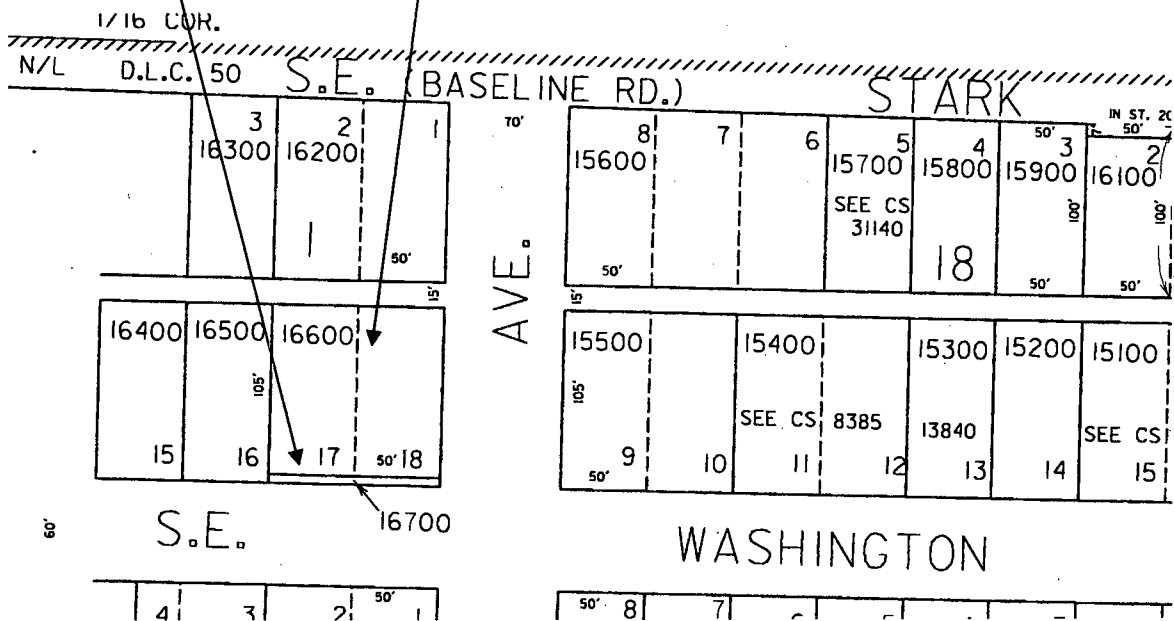 1/16 COR.
N/L D.L.C. 50 S.E. (BASELINE RD.) STARK
IN ST. 20
3 2 1 70' 8 7 6 5 4 50' 3 7' 50' 2
16300 16200 15600 15700 15800 15900 16100
SEE CS
31140
100' 100'
1 50' AVE. 50' 18 50' 50'
15' 15'
16400 16500 16600 15500 15400 15300 15200 15100
105' 105'
SEE CS 8385 13840 SEE CS
15 16 17 50' 18 50' 9 10 11 12 13 14 15
16700
60' S.E. WASHINGTON
4 3 2 50' 1 50' 8 7